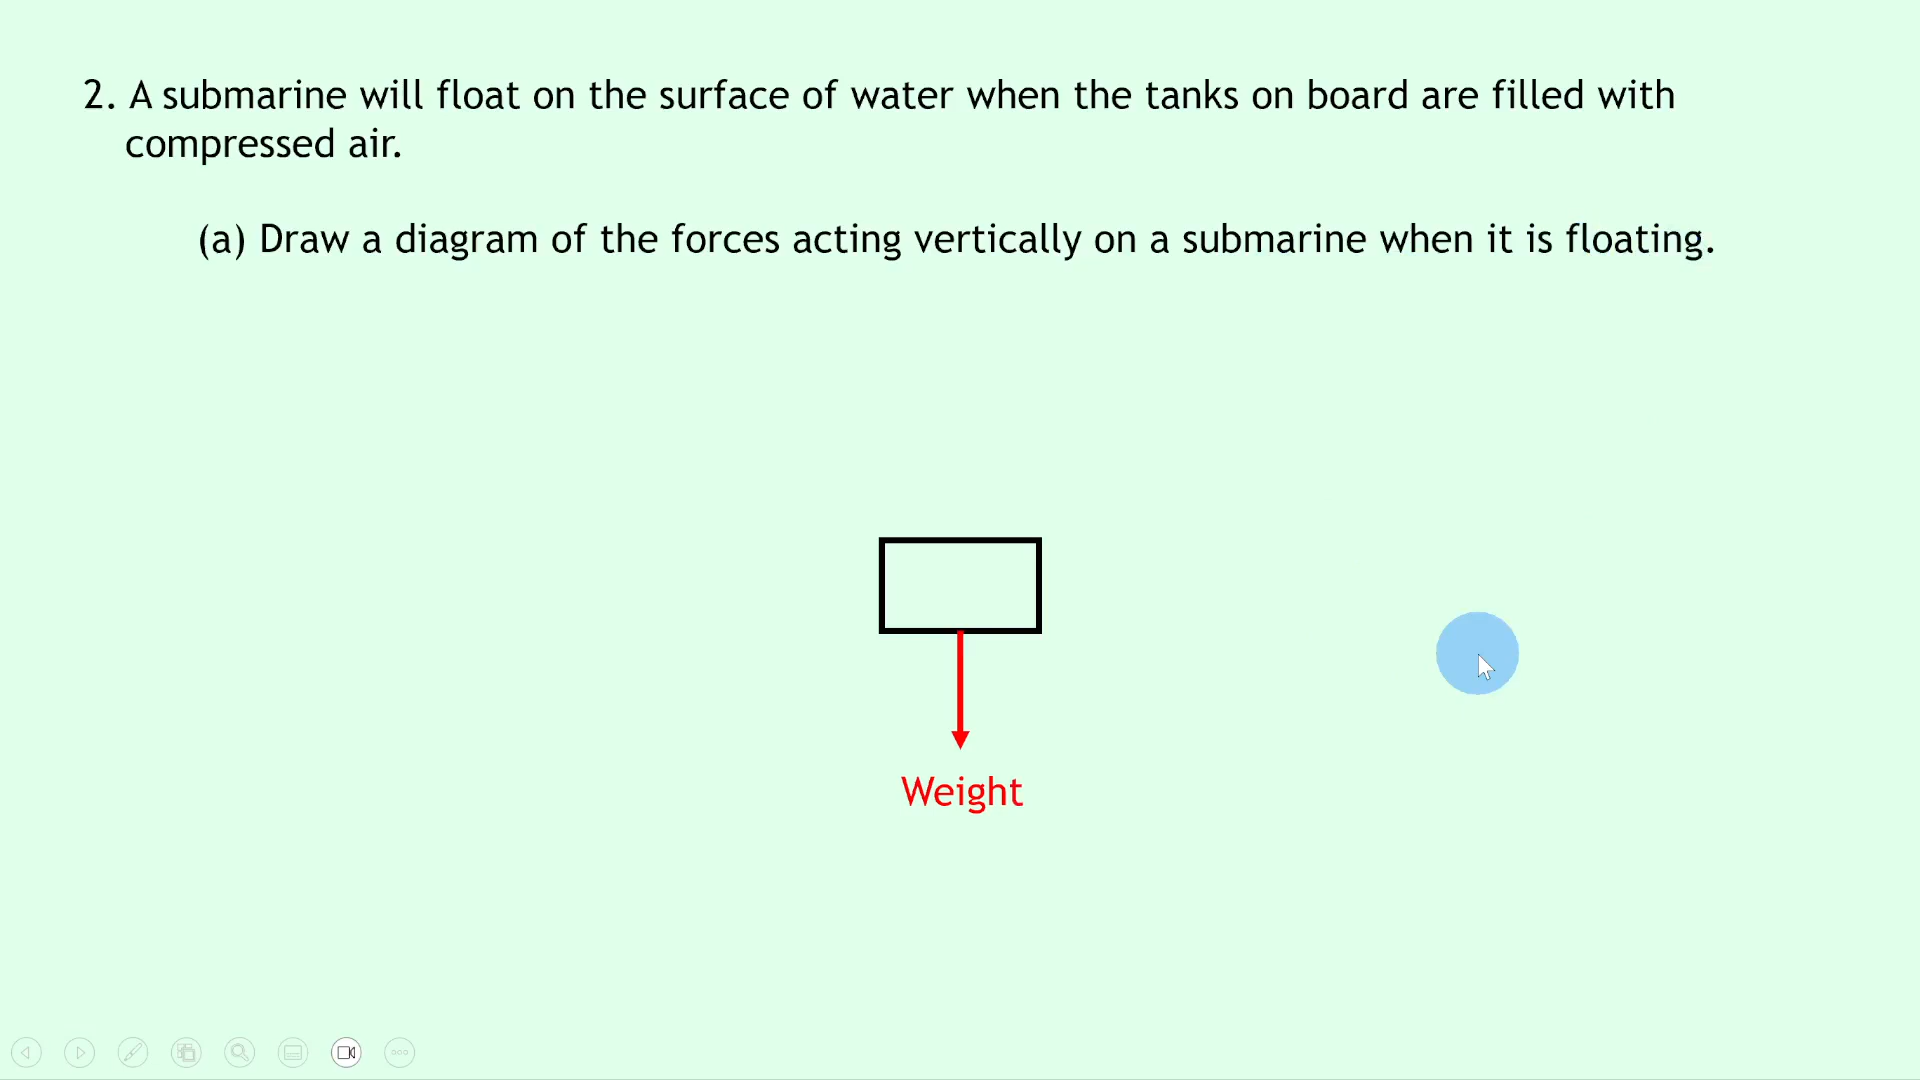 2. A submarine will float on the surface of water when the tanks on board are filled with
compressed air.
(a) Draw a diagram of the forces acting vertically on a submarine when it is floating.
Weight